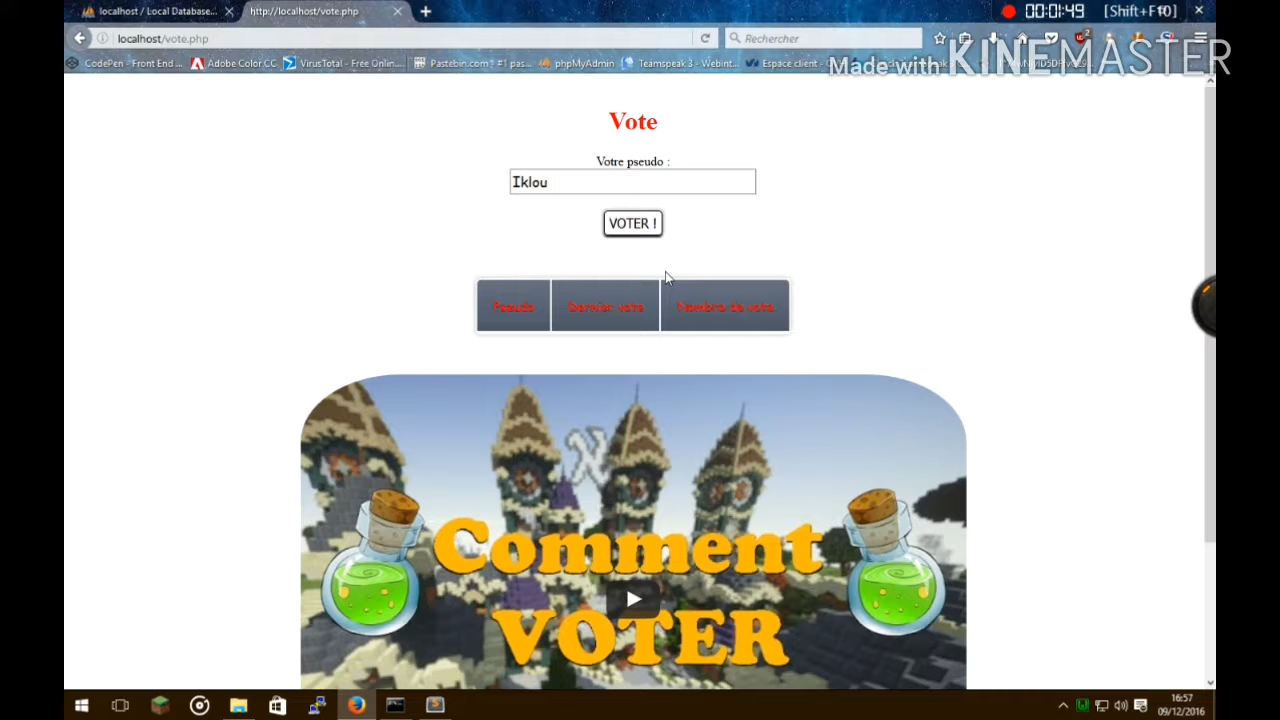 localhost / Local Database...
http://localhost/vote.php
00:01:49
[Shift+F10]
localhost/vote.php
Rechercher
CodePen - Front End ...
Adobe Color CC
VirusTotal - Free Onlin...
Pastebin.com - #1 pas...
phpMyAdmin
Teamspeak 3 - Webint...
Espace client -
Made with KINEMASTER
Vote
Votre pseudo :
Iklou
VOTER !
Pseudo
Dernier vote
Nombre de vote
Comment
VOTER
16:57
09/12/2016